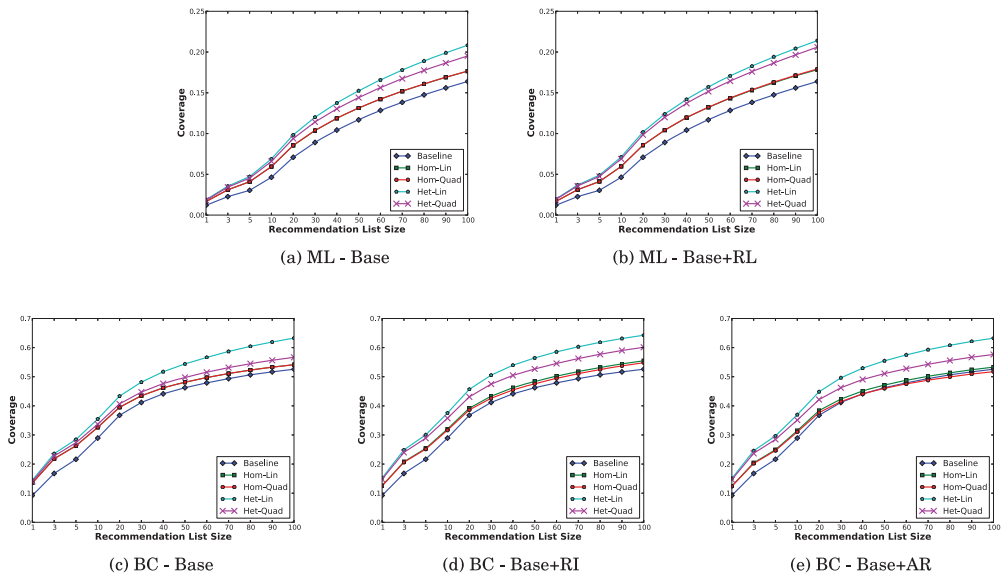 0.25
0.20
0.15
0.10
0.05
0.00
Coverage
1 3 5 10 20 30 40 50 60 70 80 90 100
Recommendation List Size
Baseline
Hom-Lin
Hom-Quad
Het-Lin
Het-Quad
(a) ML - Base
0.25
0.20
0.15
0.10
0.05
0.00
Coverage
1 3 5 10 20 30 40 50 60 70 80 90 100
Recommendation List Size
Baseline
Hom-Lin
Hom-Quad
Het-Lin
Het-Quad
(b) ML - Base+RL
0.7
0.6
0.5
0.4
0.3
0.2
0.1
0.0
Coverage
1 3 5 10 20 30 40 50 60 70 80 90 100
Recommendation List Size
Baseline
Hom-Lin
Hom-Quad
Het-Lin
Het-Quad
(c) BC - Base
0.7
0.6
0.5
0.4
0.3
0.2
0.1
0.0
Coverage
1 3 5 10 20 30 40 50 60 70 80 90 100
Recommendation List Size
Baseline
Hom-Lin
Hom-Quad
Het-Lin
Het-Quad
(d) BC - Base+RI
0.7
0.6
0.5
0.4
0.3
0.2
0.1
0.0
Coverage
1 3 5 10 20 30 40 50 60 70 80 90 100
Recommendation List Size
Baseline
Hom-Lin
Hom-Quad
Het-Lin
Het-Quad
(e) BC - Base+AR